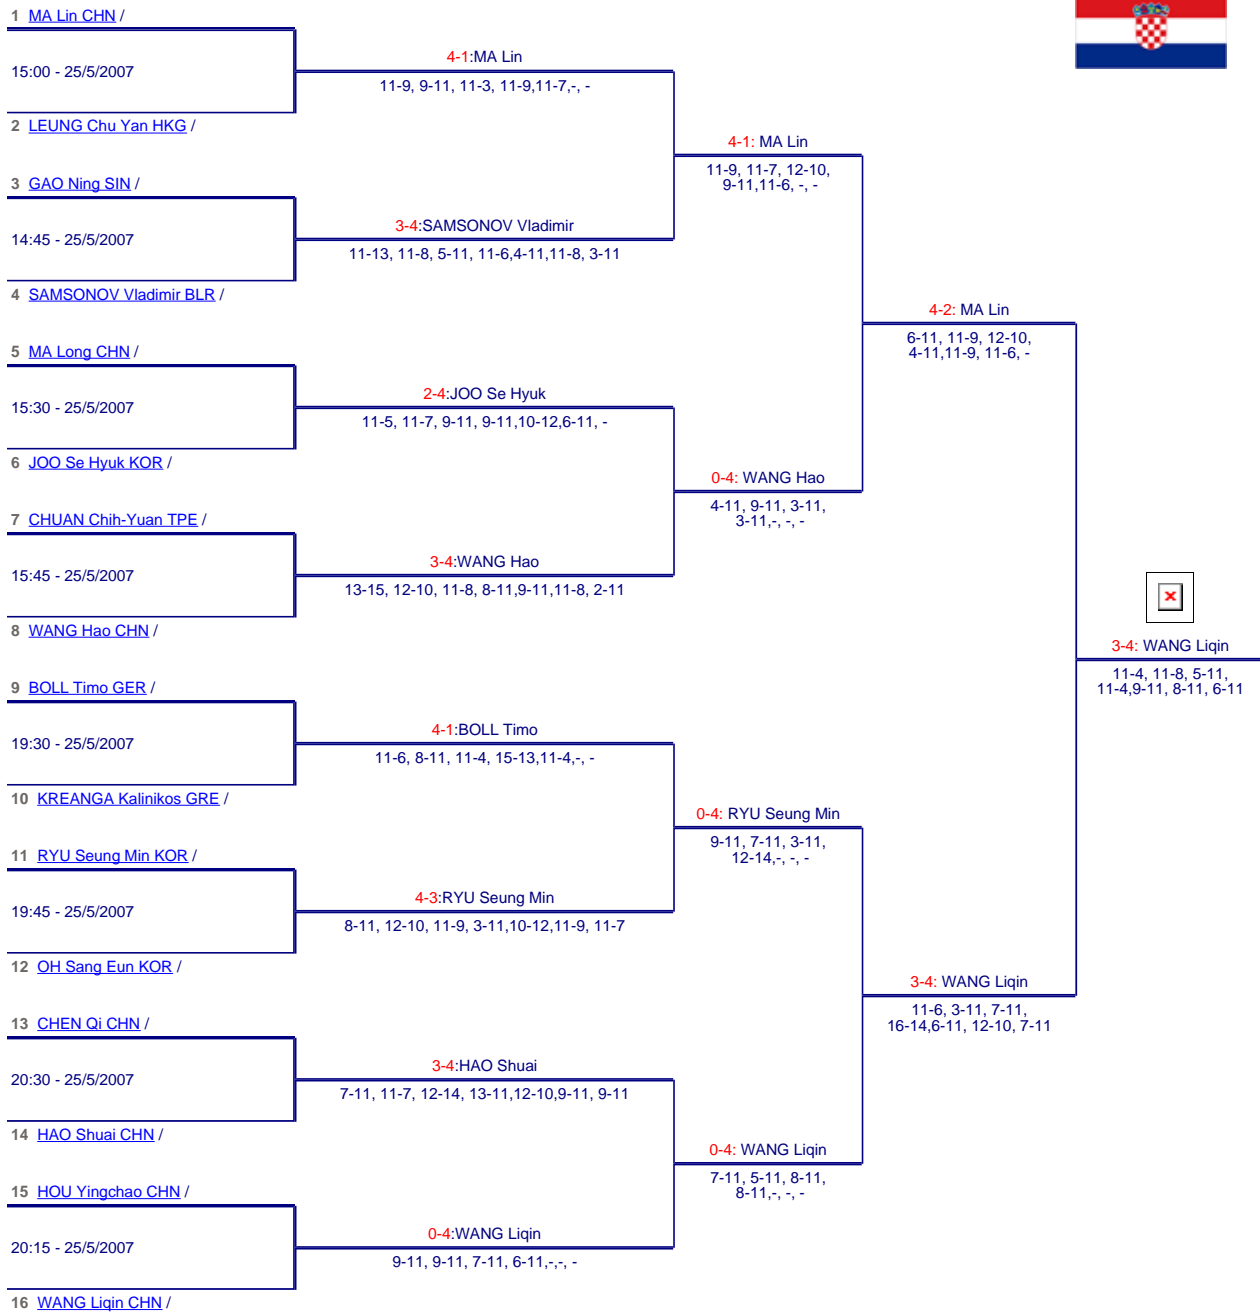 1 MA Lin CHN /
15:00 - 25/5/2007
4-1:MA Lin
11-9, 9-11, 11-3, 11-9,11-7,-, -
2 LEUNG Chu Yan HKG /
4-1: MA Lin
11-9, 11-7, 12-10,
9-11,11-6, -, -
3 GAO Ning SIN /
14:45 - 25/5/2007
3-4:SAMSONOV Vladimir
11-13, 11-8, 5-11, 11-6,4-11,11-8, 3-11
4 SAMSONOV Vladimir BLR /
4-2: MA Lin
6-11, 11-9, 12-10,
4-11,11-9, 11-6, -
5 MA Long CHN /
15:30 - 25/5/2007
2-4:JOO Se Hyuk
11-5, 11-7, 9-11, 9-11,10-12,6-11, -
6 JOO Se Hyuk KOR /
0-4: WANG Hao
4-11, 9-11, 3-11,
3-11,-, -, -
7 CHUAN Chih-Yuan TPE /
15:45 - 25/5/2007
3-4:WANG Hao
13-15, 12-10, 11-8, 8-11,9-11,11-8, 2-11
8 WANG Hao CHN /
3-4: WANG Liqin
11-4, 11-8, 5-11,
11-4,9-11, 8-11, 6-11
9 BOLL Timo GER /
19:30 - 25/5/2007
4-1:BOLL Timo
11-6, 8-11, 11-4, 15-13,11-4,-, -
10 KREANGA Kalinikos GRE /
0-4: RYU Seung Min
9-11, 7-11, 3-11,
12-14,-, -, -
11 RYU Seung Min KOR /
19:45 - 25/5/2007
4-3:RYU Seung Min
8-11, 12-10, 11-9, 3-11,10-12,11-9, 11-7
12 OH Sang Eun KOR /
3-4: WANG Liqin
11-6, 3-11, 7-11,
16-14,6-11, 12-10, 7-11
13 CHEN Qi CHN /
20:30 - 25/5/2007
3-4:HAO Shuai
7-11, 11-7, 12-14, 13-11,12-10,9-11, 9-11
14 HAO Shuai CHN /
0-4: WANG Liqin
7-11, 5-11, 8-11,
8-11,-, -, -
15 HOU Yingchao CHN /
20:15 - 25/5/2007
0-4:WANG Liqin
9-11, 9-11, 7-11, 6-11,-,-, -
16 WANG Liqin CHN /